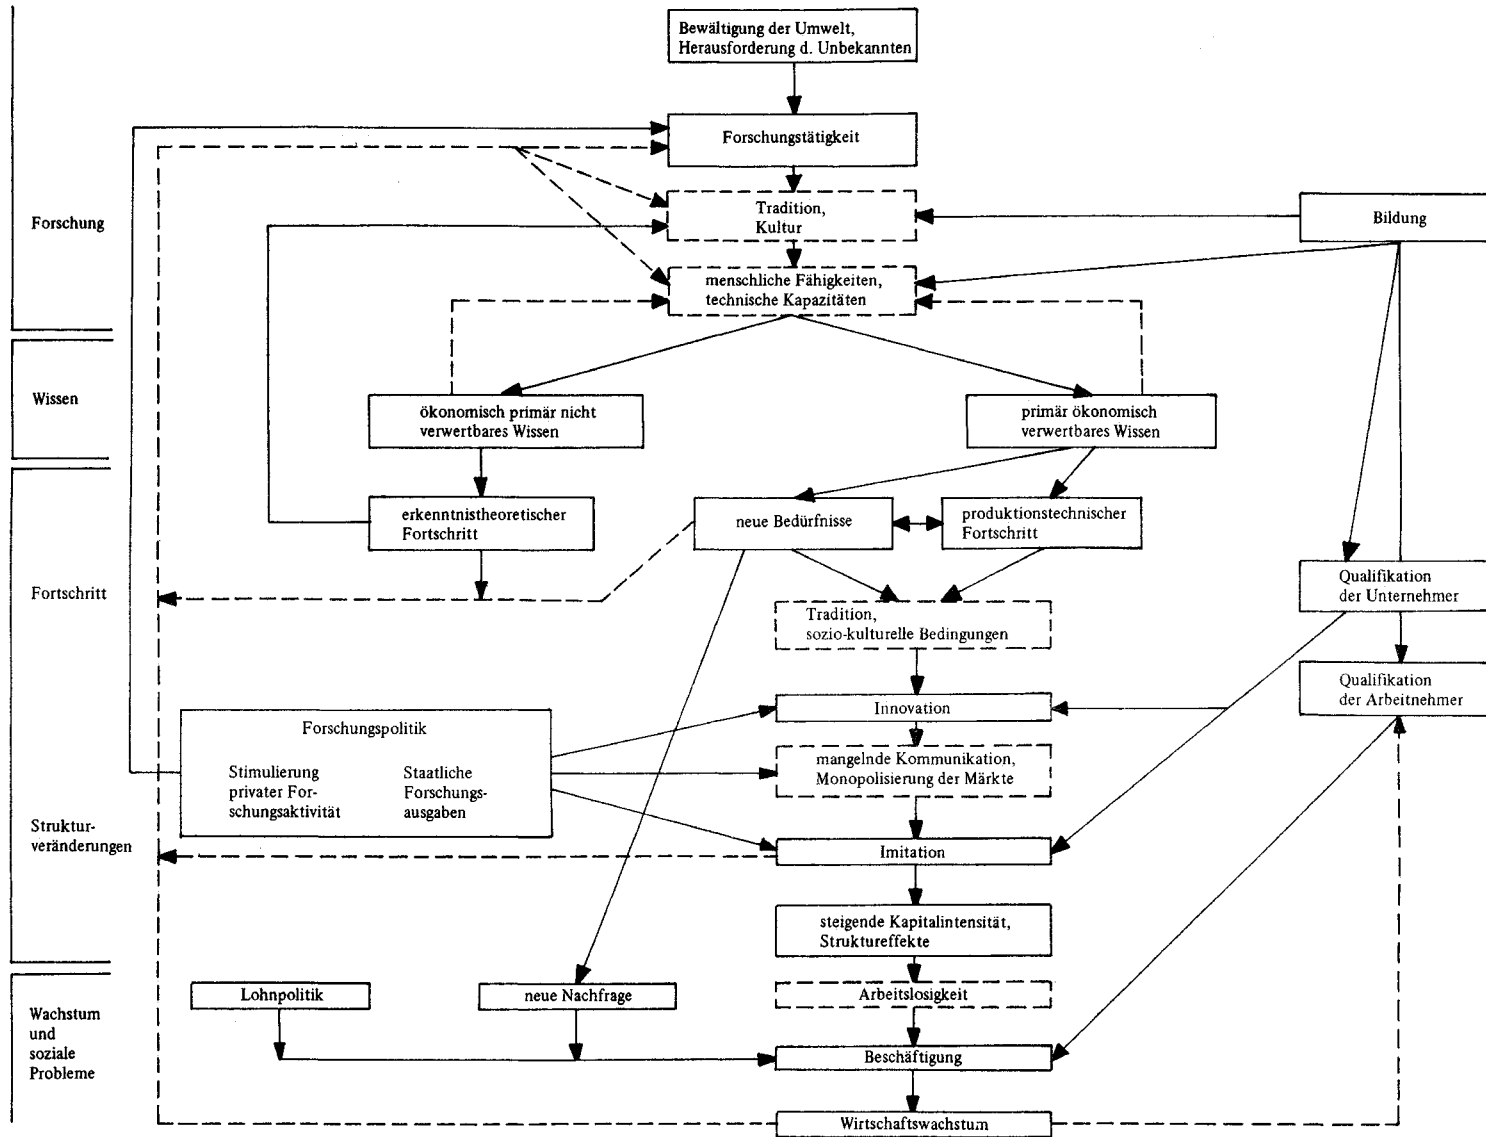 Bewältigung der Umwelt,
Herausforderung d. Unbekannten
Forschungstätigkeit
Forschung
Tradition,
Kultur
Bildung
menschliche Fähigkeiten,
technische Kapazitäten
Wissen
ökonomisch primär nicht
verwertbares Wissen
primär ökonomisch
verwertbares Wissen
erkenntnistheoretischer
Fortschritt
neue Bedürfnisse
produktionstechnischer
Fortschritt
Fortschritt
Qualifikation
der Unternehmer
Tradition,
sozio-kulturelle Bedingungen
Qualifikation
der Arbeitnehmer
Innovation
Forschungspolitik
Stimulierung
privater For-
schungsaktivität
Staatliche
Forschungs-
ausgaben
mangelnde Kommunikation,
Monopolisierung der Märkte
Struktur-
veränderungen
Imitation
steigende Kapitalintensität,
Struktureffekte
Lohnpolitik
neue Nachfrage
Arbeitslosigkeit
Wachstum
und
soziale
Probleme
Beschäftigung
Wirtschaftswachstum